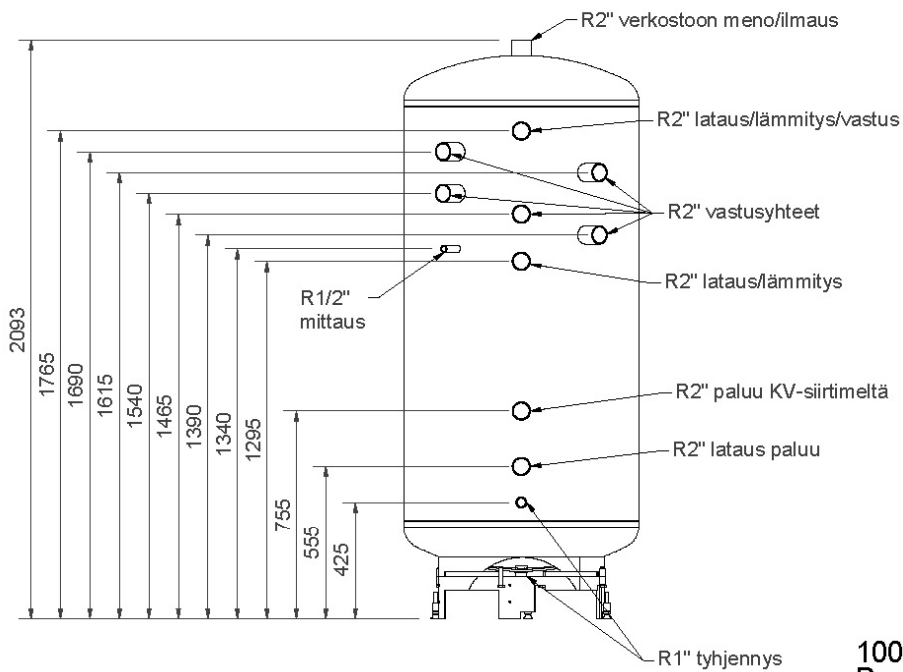 R2" verkostoon meno/ilmaus
R2" lataus/lämmitys/vastus
R2" vastusyhteet
R2" lataus/lämmitys
R1/2"
mittaus
R2" paluu KV-siirtimeltä
R2" lataus paluu
R1" tyhjennys
2093
1765
1690
1615
1540
1465
1390
1340
1295
755
555
425
100